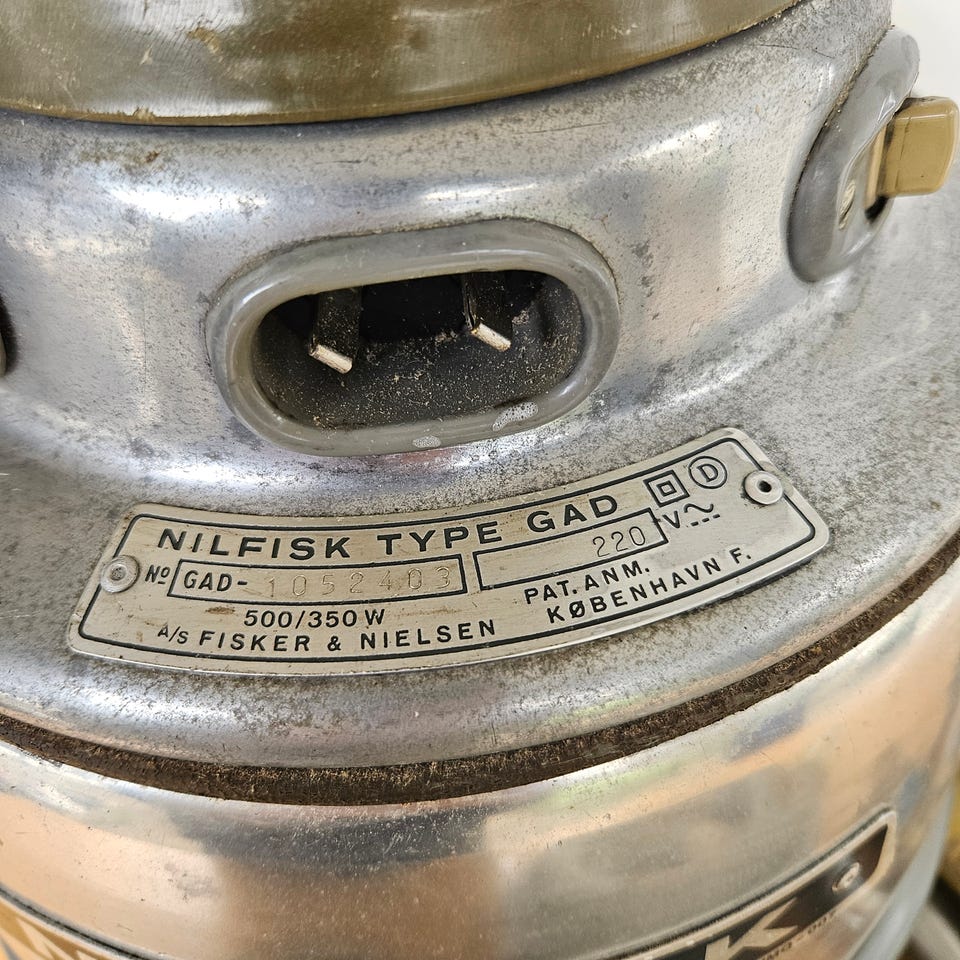 NILFISK TYPE GAD D
Nº GAD-1052403 220 V
500/350 W PAT. ANM.
A/S FISKER & NIELSEN KØBENHAVN F.
K